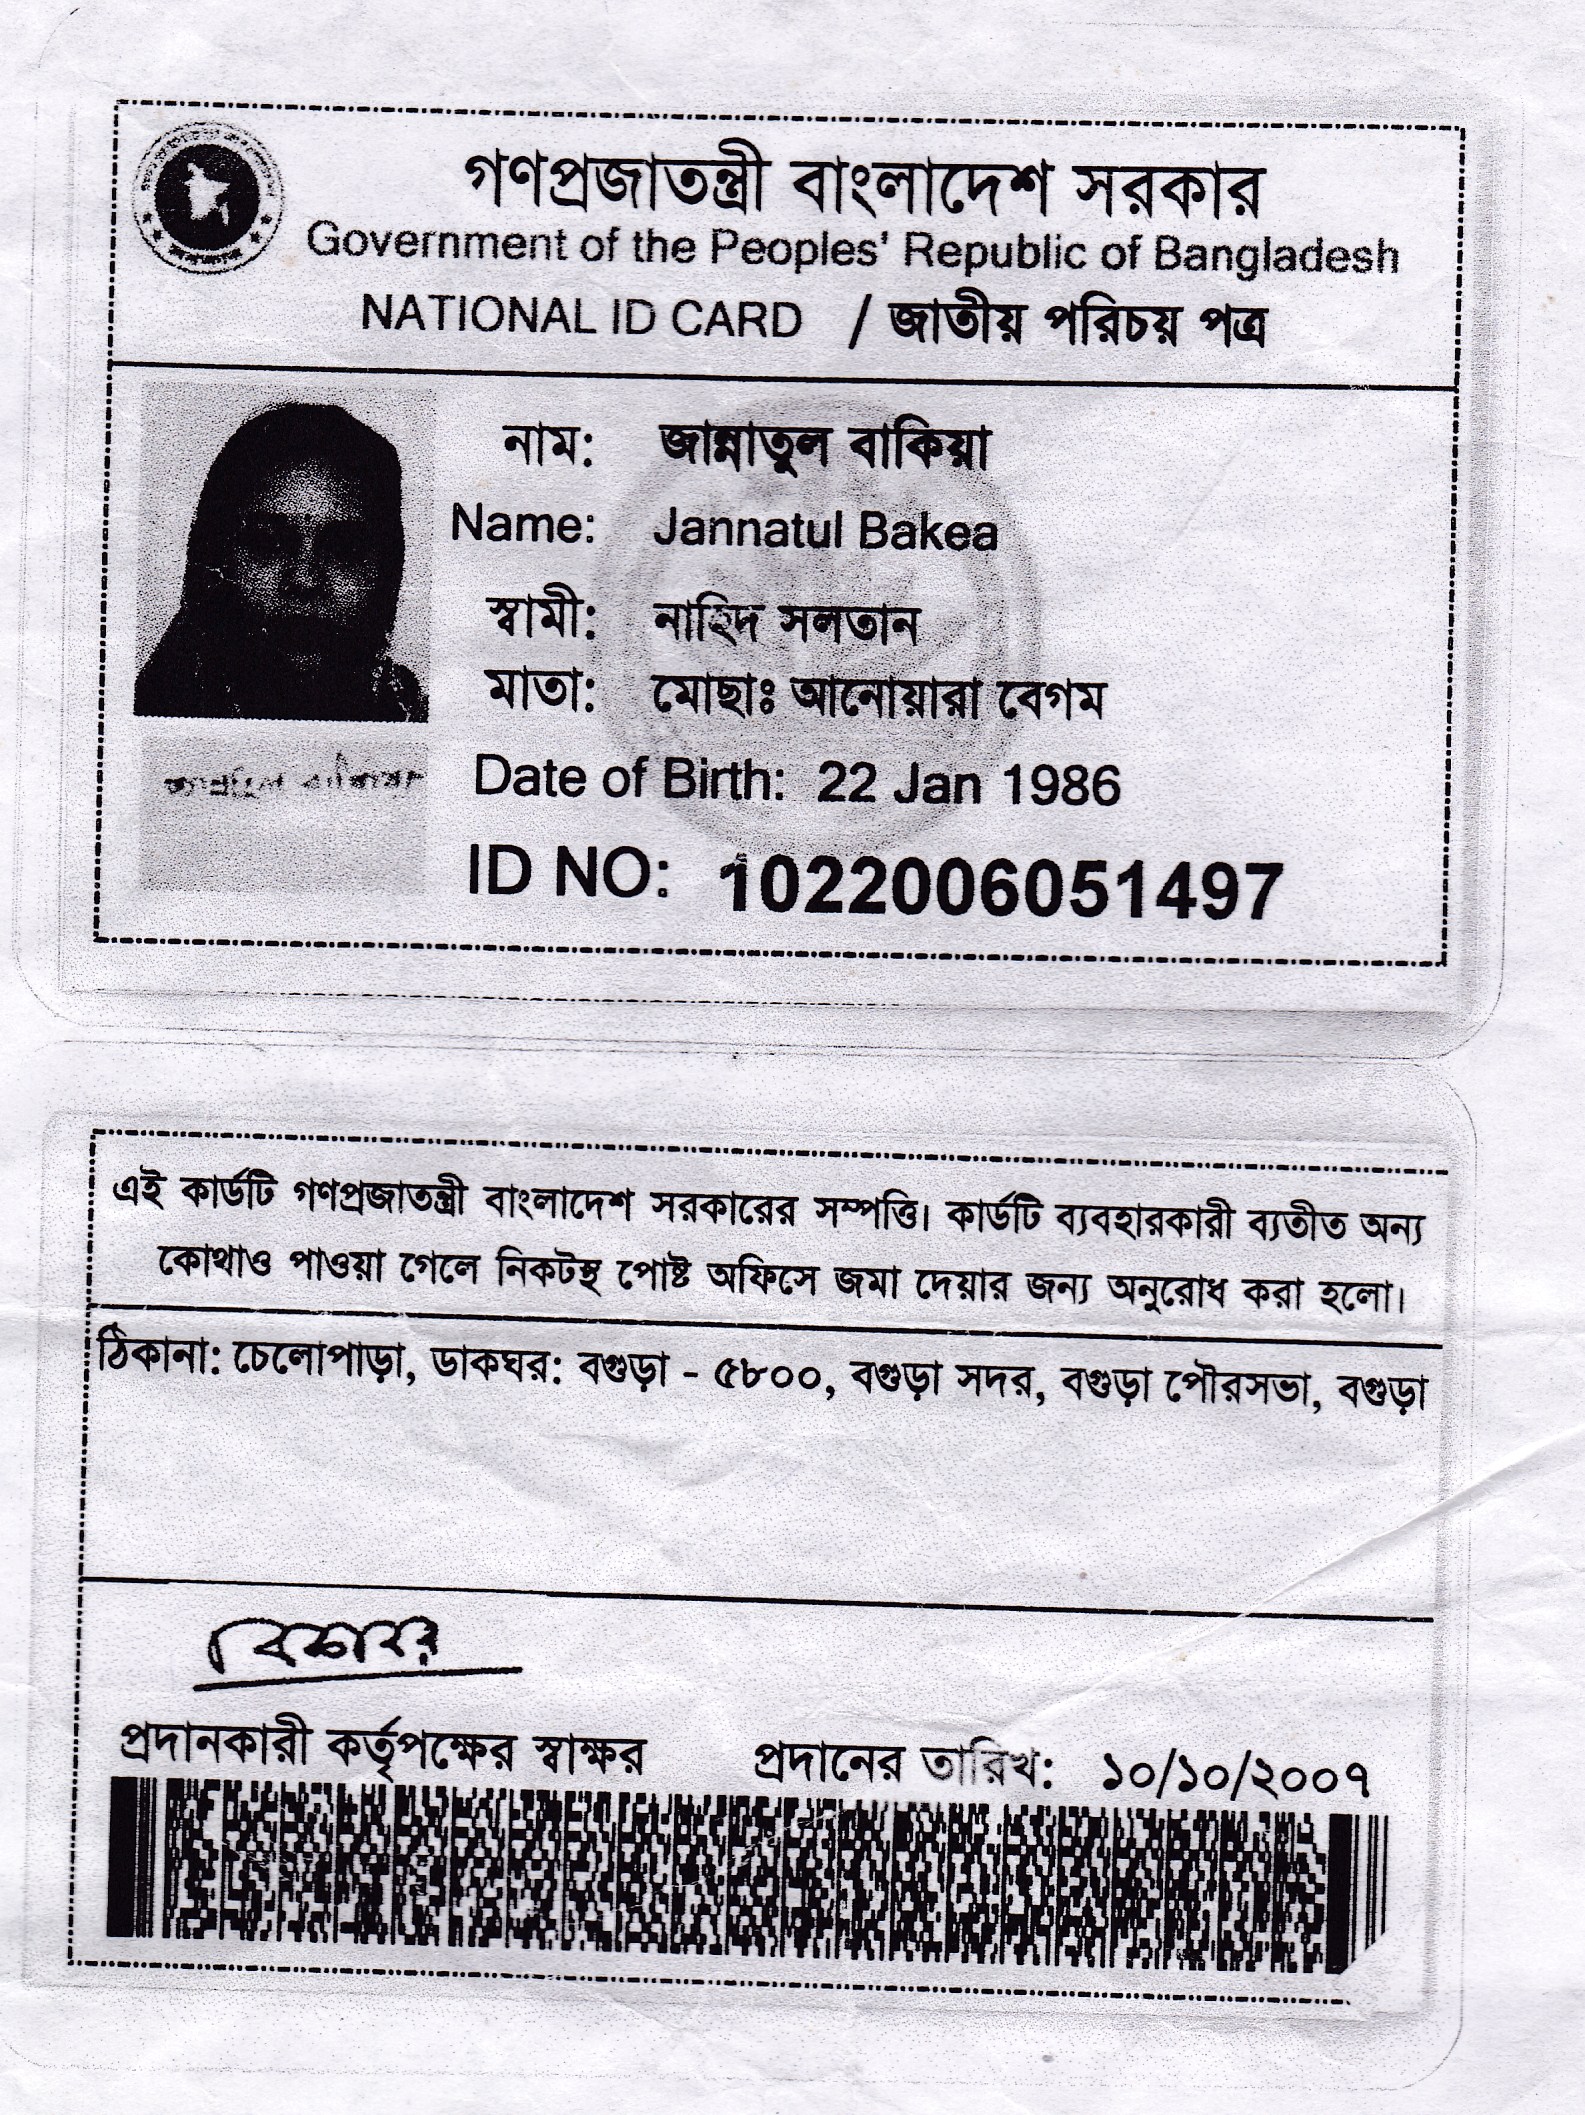 গণপ্রজাতন্ত্রী বাংলাদেশ সরকার
Government of the Peoples' Republic of Bangladesh
NATIONAL ID CARD / জাতীয় পরিচয় পত্র
নাম: জান্নাতুল বাকিয়া
Name: Jannatul Bakea
স্বামী: নাহিদ সলতান
মাতা: মোছাঃ আনোয়ারা বেগম
Date of Birth: 22 Jan 1986
ID NO: 1022006051497
এই কার্ডটি গণপ্রজাতন্ত্রী বাংলাদেশ সরকারের সম্পত্তি। কার্ডটি ব্যবহারকারী ব্যতীত অন্য
কোথাও পাওয়া গেলে নিকটস্থ পোষ্ট অফিসে জমা দেয়ার জন্য অনুরোধ করা হলো।
ঠিকানা: চেলোপাড়া, ডাকঘর: বগুড়া - ৫৮০০, বগুড়া সদর, বগুড়া পৌরসভা, বগুড়া
প্রদানকারী কর্তৃপক্ষের স্বাক্ষর প্রদানের তারিখ: ১০/১০/২০০৭